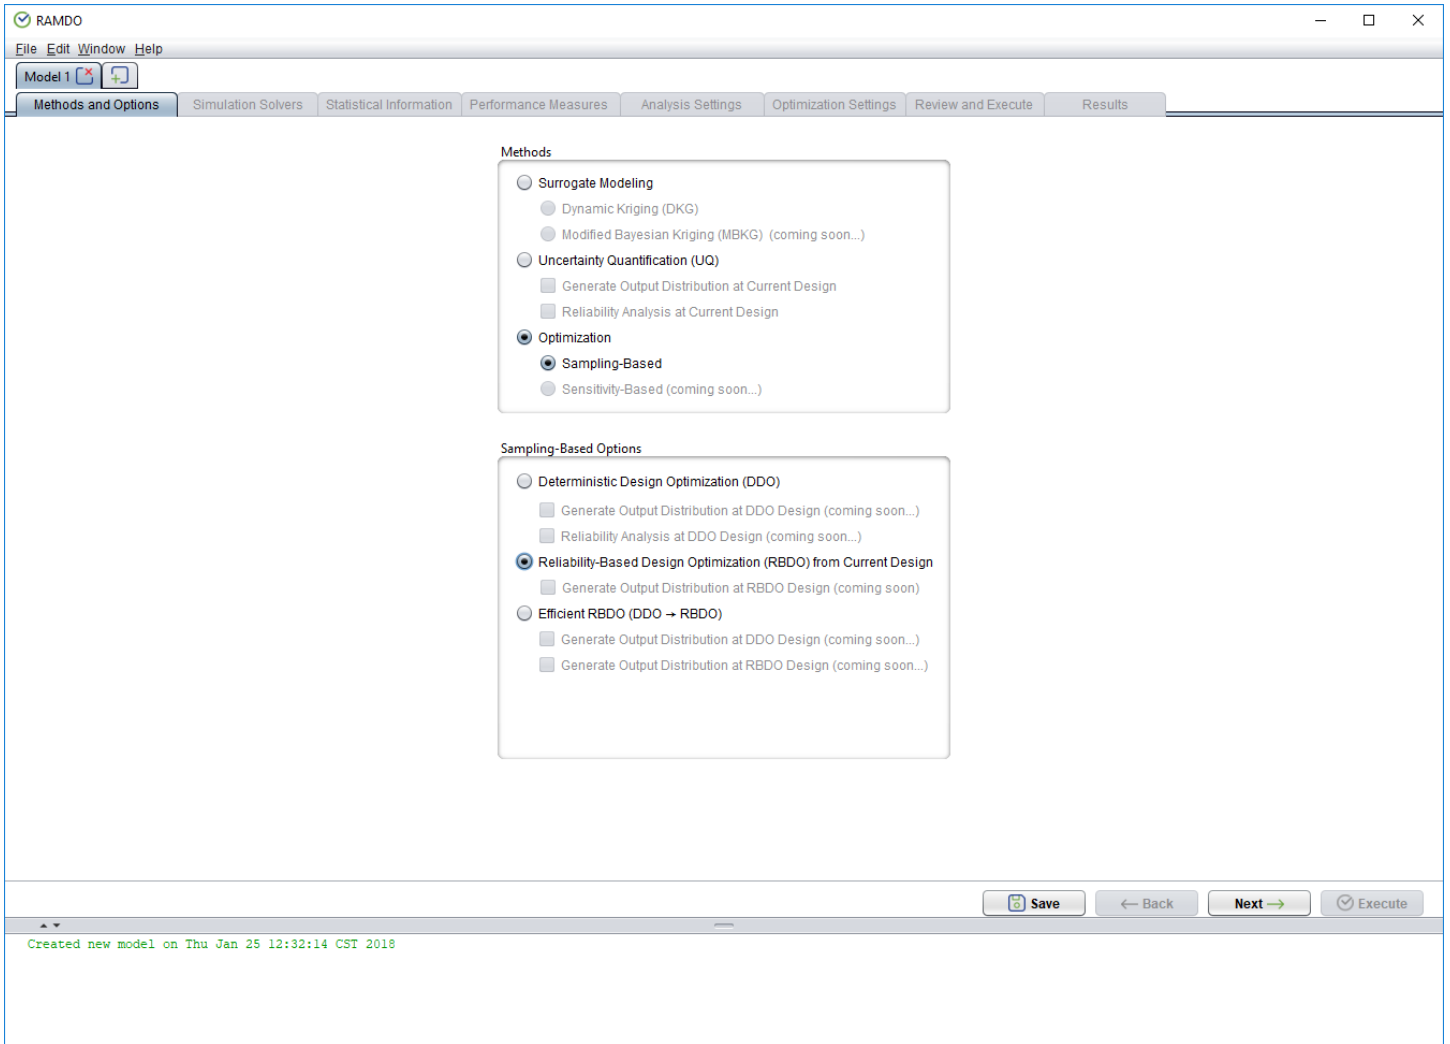 RAMDO
File Edit Window Help
Model 1
Methods and Options Simulation Solvers Statistical Information Performance Measures Analysis Settings Optimization Settings Review and Execute Results
Methods
Surrogate Modeling
Dynamic Kriging (DKG)
Modified Bayesian Kriging (MBKG) (coming soon...)
Uncertainty Quantification (UQ)
Generate Output Distribution at Current Design
Reliability Analysis at Current Design
Optimization
Sampling-Based
Sensitivity-Based (coming soon...)
Sampling-Based Options
Deterministic Design Optimization (DDO)
Generate Output Distribution at DDO Design (coming soon...)
Reliability Analysis at DDO Design (coming soon...)
Reliability-Based Design Optimization (RBDO) from Current Design
Generate Output Distribution at RBDO Design (coming soon)
Efficient RBDO (DDO → RBDO)
Generate Output Distribution at DDO Design (coming soon...)
Generate Output Distribution at RBDO Design (coming soon...)
Save ← Back Next → Execute
Created new model on Thu Jan 25 12:32:14 CST 2018